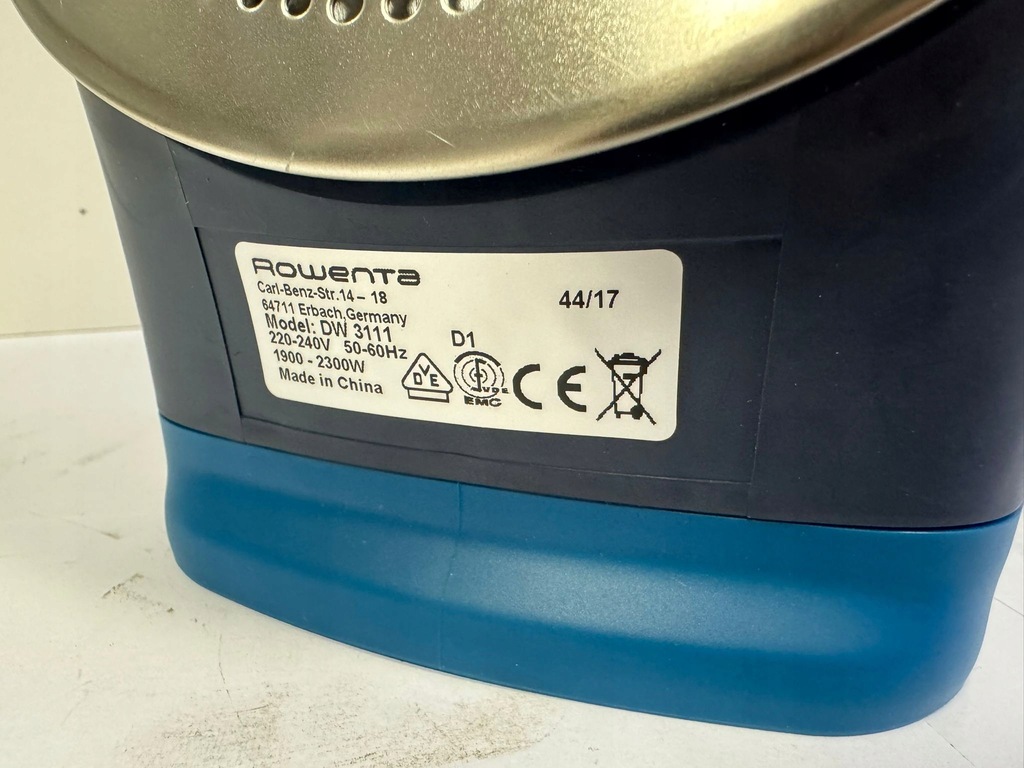 Rowenta
Carl-Benz-Str.14 – 18
64711 Erbach,Germany
Model: DW 3111
220-240V 50-60Hz
1900 - 2300W
Made in China
44/17
D1
DVE
VDE
EMC
CE